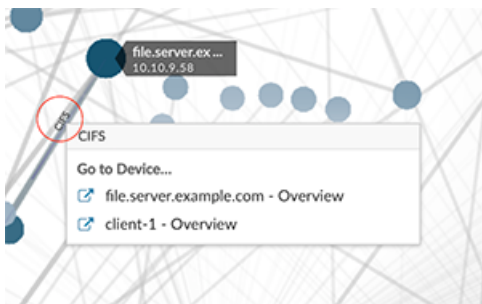 file.server.ex ...
10.10.9.58
CIFS
CIFS
Go to Device...
file.server.example.com - Overview
client-1 - Overview